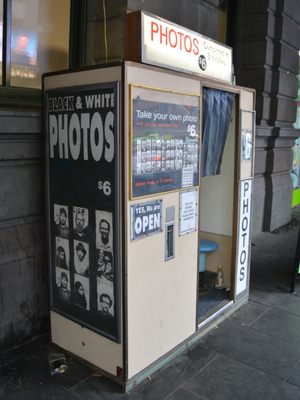 PHOTOS
$6
BLACK & WHITE
PHOTOS
$6
Take your own photo
$6
YES, We are
OPEN
PHOTOS